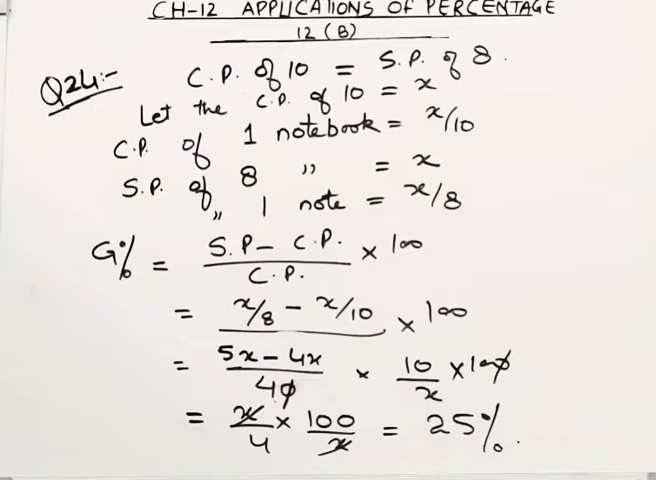 CH-12 APPLICATIONS OF PERCENTAGE
12 (B)
Q24:- C.P. of 10 = S.P. of 8.
Let the C.P. of 10 = x
C.P. of 1 notebook = x/10
S.P. of 8 " = x
" 1 note = x/8
G% = S.P - C.P. / C.P. × 100
= x/8 - x/10 × 100
= 5x - 4x / 40 × 10/x × 100
= x/4 × 100/x = 25%.